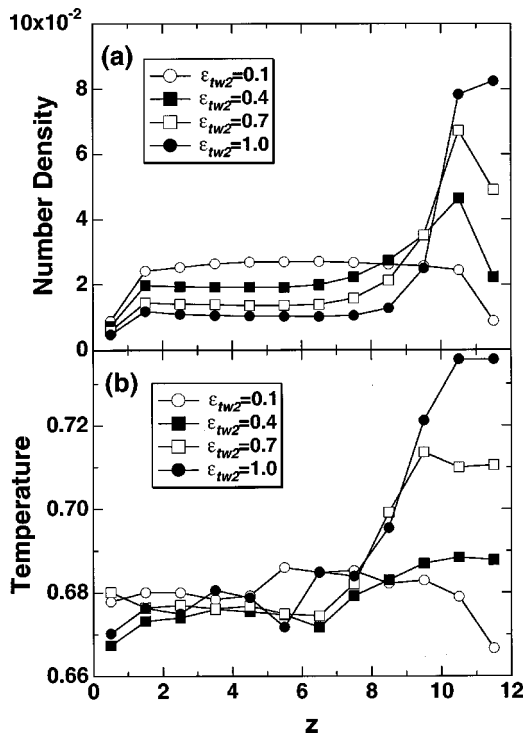 10x10⁻²
(a)
ε_tw2=0.1
ε_tw2=0.4
ε_tw2=0.7
ε_tw2=1.0
Number Density
8
6
4
2
0
(b)
ε_tw2=0.1
ε_tw2=0.4
ε_tw2=0.7
ε_tw2=1.0
Temperature
0.72
0.70
0.68
0.66
0 2 4 6 8 10 12
z